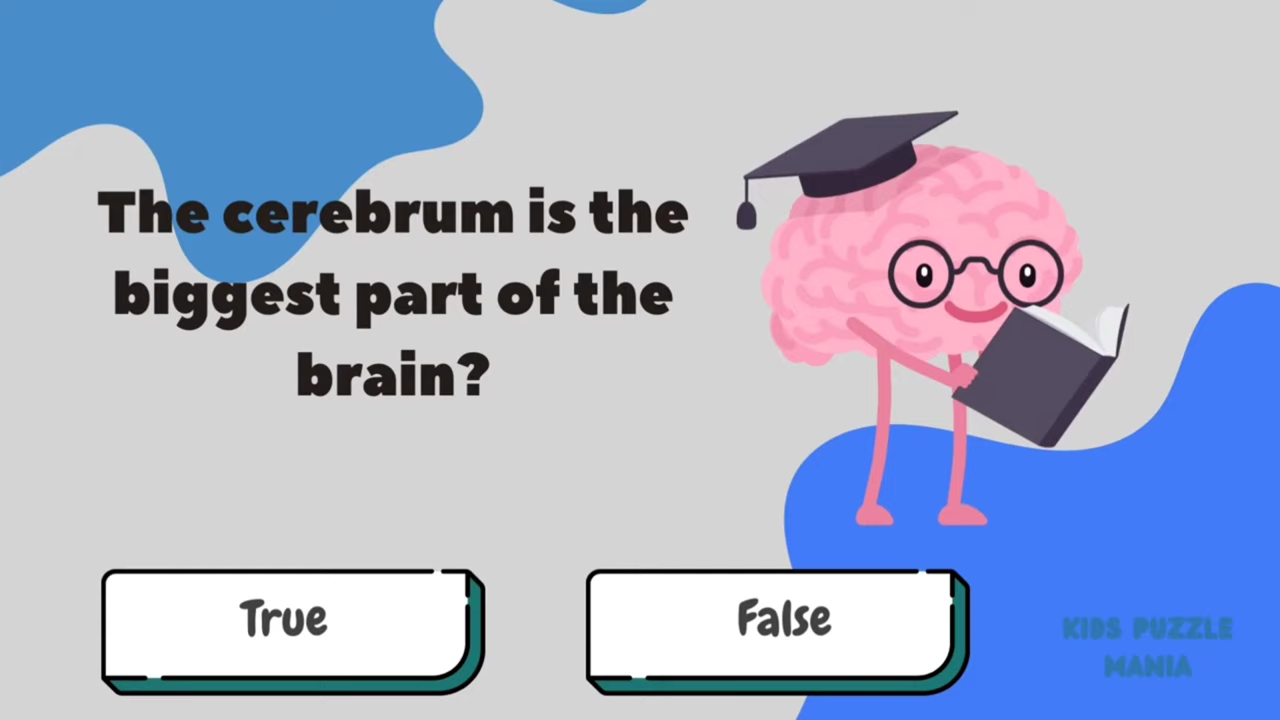 The cerebrum is the
biggest part of the
brain?
True
False
KIDS PUZZLE
MANIA